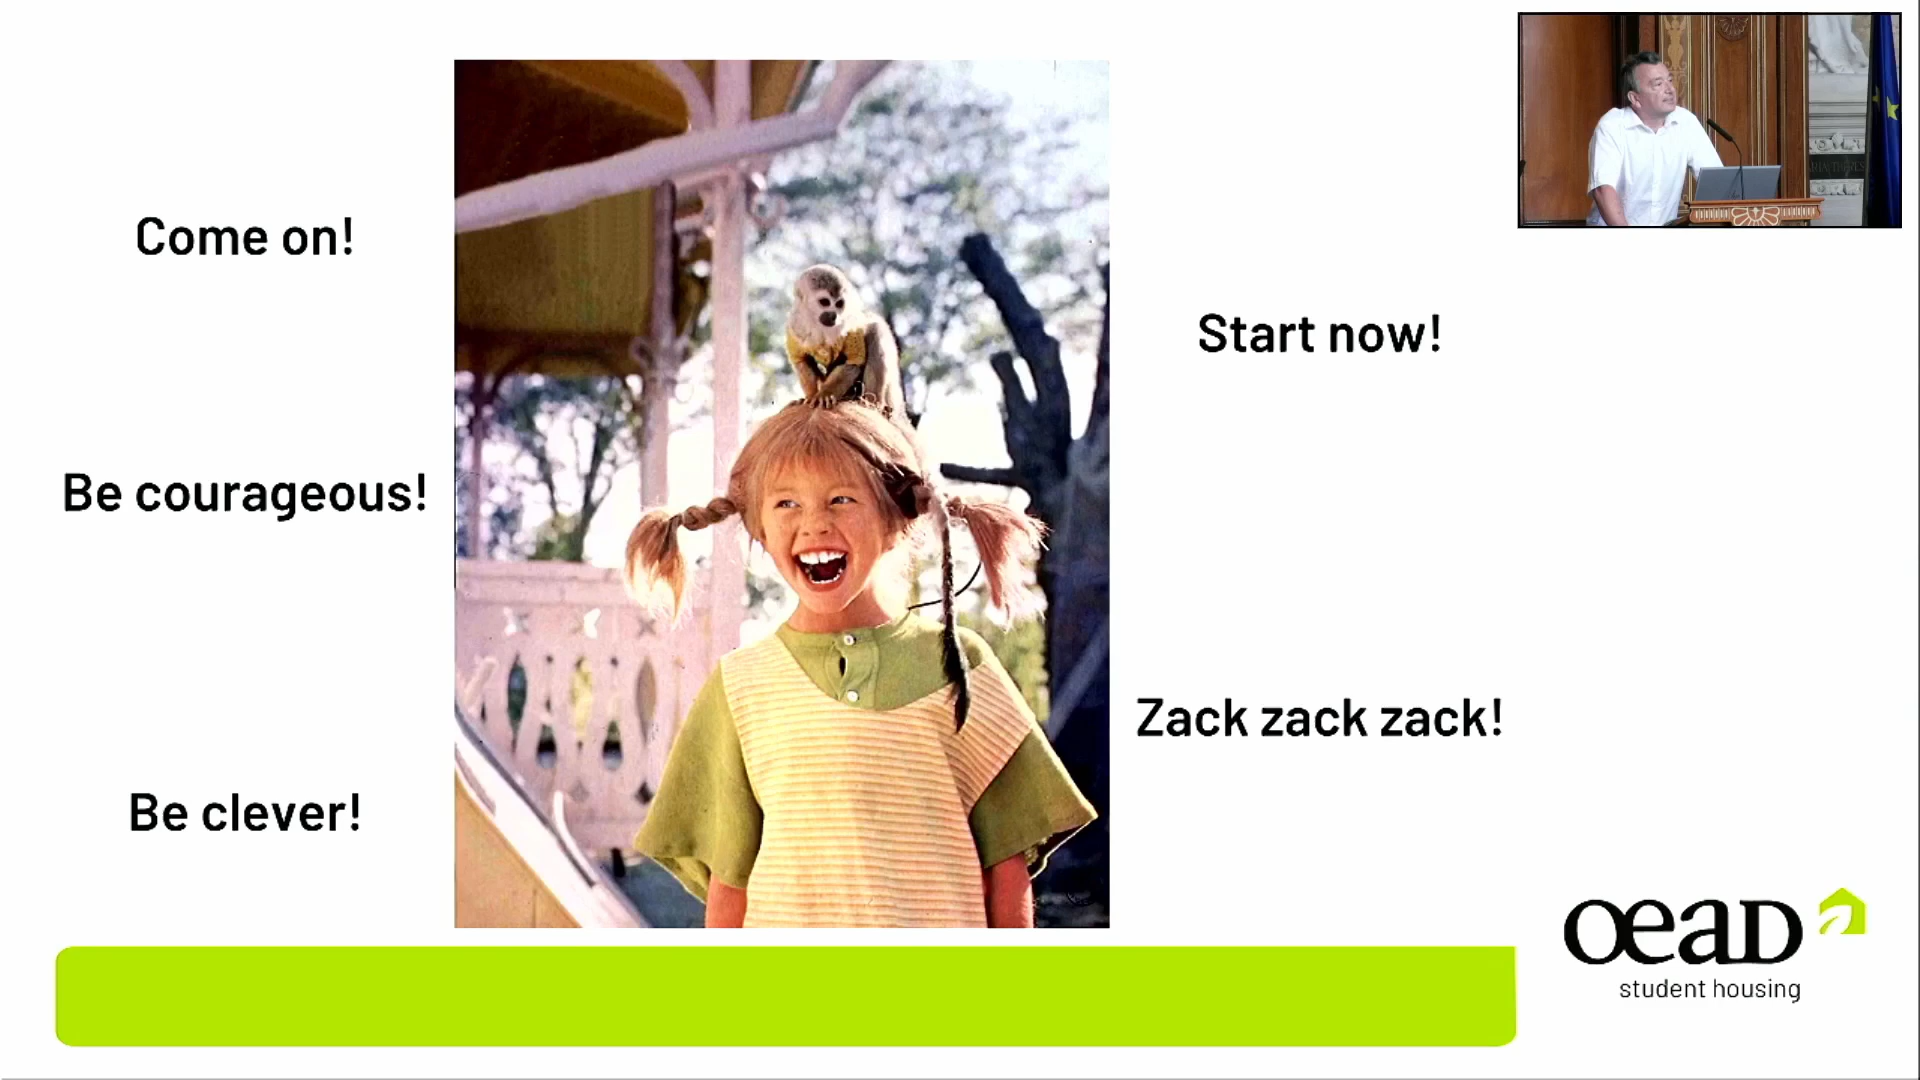 Come on!
Start now!
Be courageous!
Zack zack zack!
Be clever!
oead
student housing